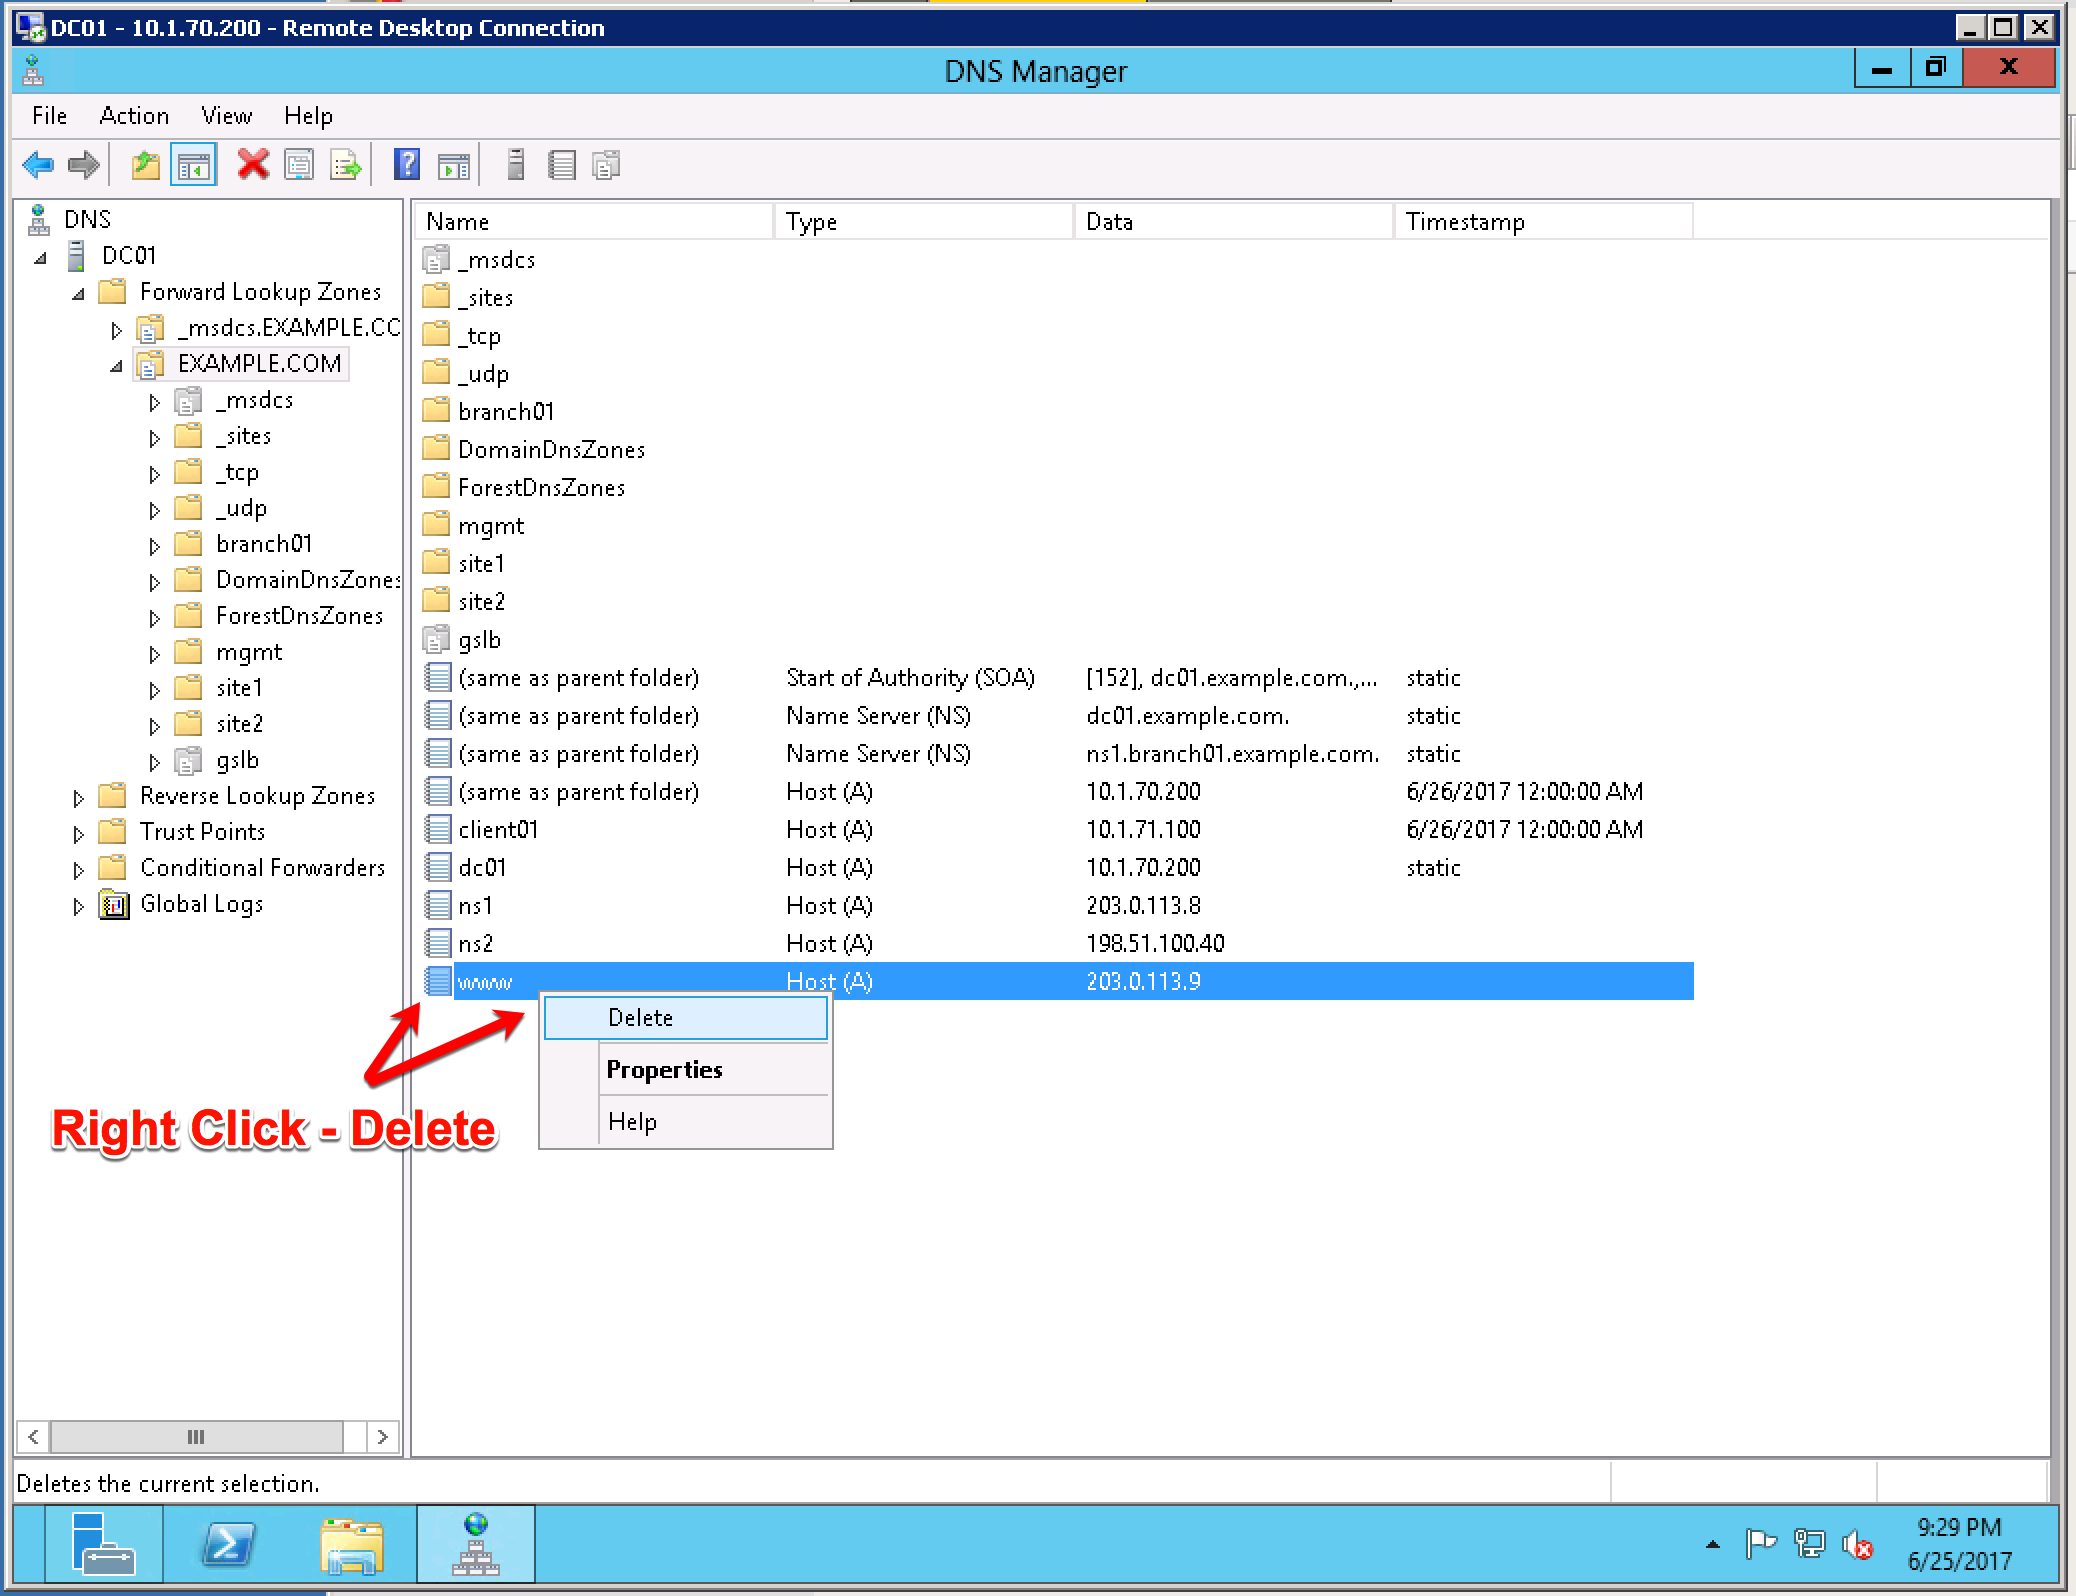 DC01 - 10.1.70.200 - Remote Desktop Connection
DNS Manager
File Action View Help
DNS
DC01
Forward Lookup Zones
_msdcs.EXAMPLE.CC
EXAMPLE.COM
_msdcs
_sites
_tcp
_udp
branch01
DomainDnsZones
ForestDnsZones
mgmt
site1
site2
gslb
Reverse Lookup Zones
Trust Points
Conditional Forwarders
Global Logs
Name Type Data Timestamp
_msdcs
_sites
_tcp
_udp
branch01
DomainDnsZones
ForestDnsZones
mgmt
site1
site2
gslb
(same as parent folder) Start of Authority (SOA) [152], dc01.example.com.,... static
(same as parent folder) Name Server (NS) dc01.example.com. static
(same as parent folder) Name Server (NS) ns1.branch01.example.com. static
(same as parent folder) Host (A) 10.1.70.200 6/26/2017 12:00:00 AM
client01 Host (A) 10.1.71.100 6/26/2017 12:00:00 AM
dc01 Host (A) 10.1.70.200 static
ns1 Host (A) 203.0.113.8
ns2 Host (A) 198.51.100.40
www Host (A) 203.0.113.9
Delete
Properties
Help
Right Click - Delete
Deletes the current selection.
9:29 PM
6/25/2017